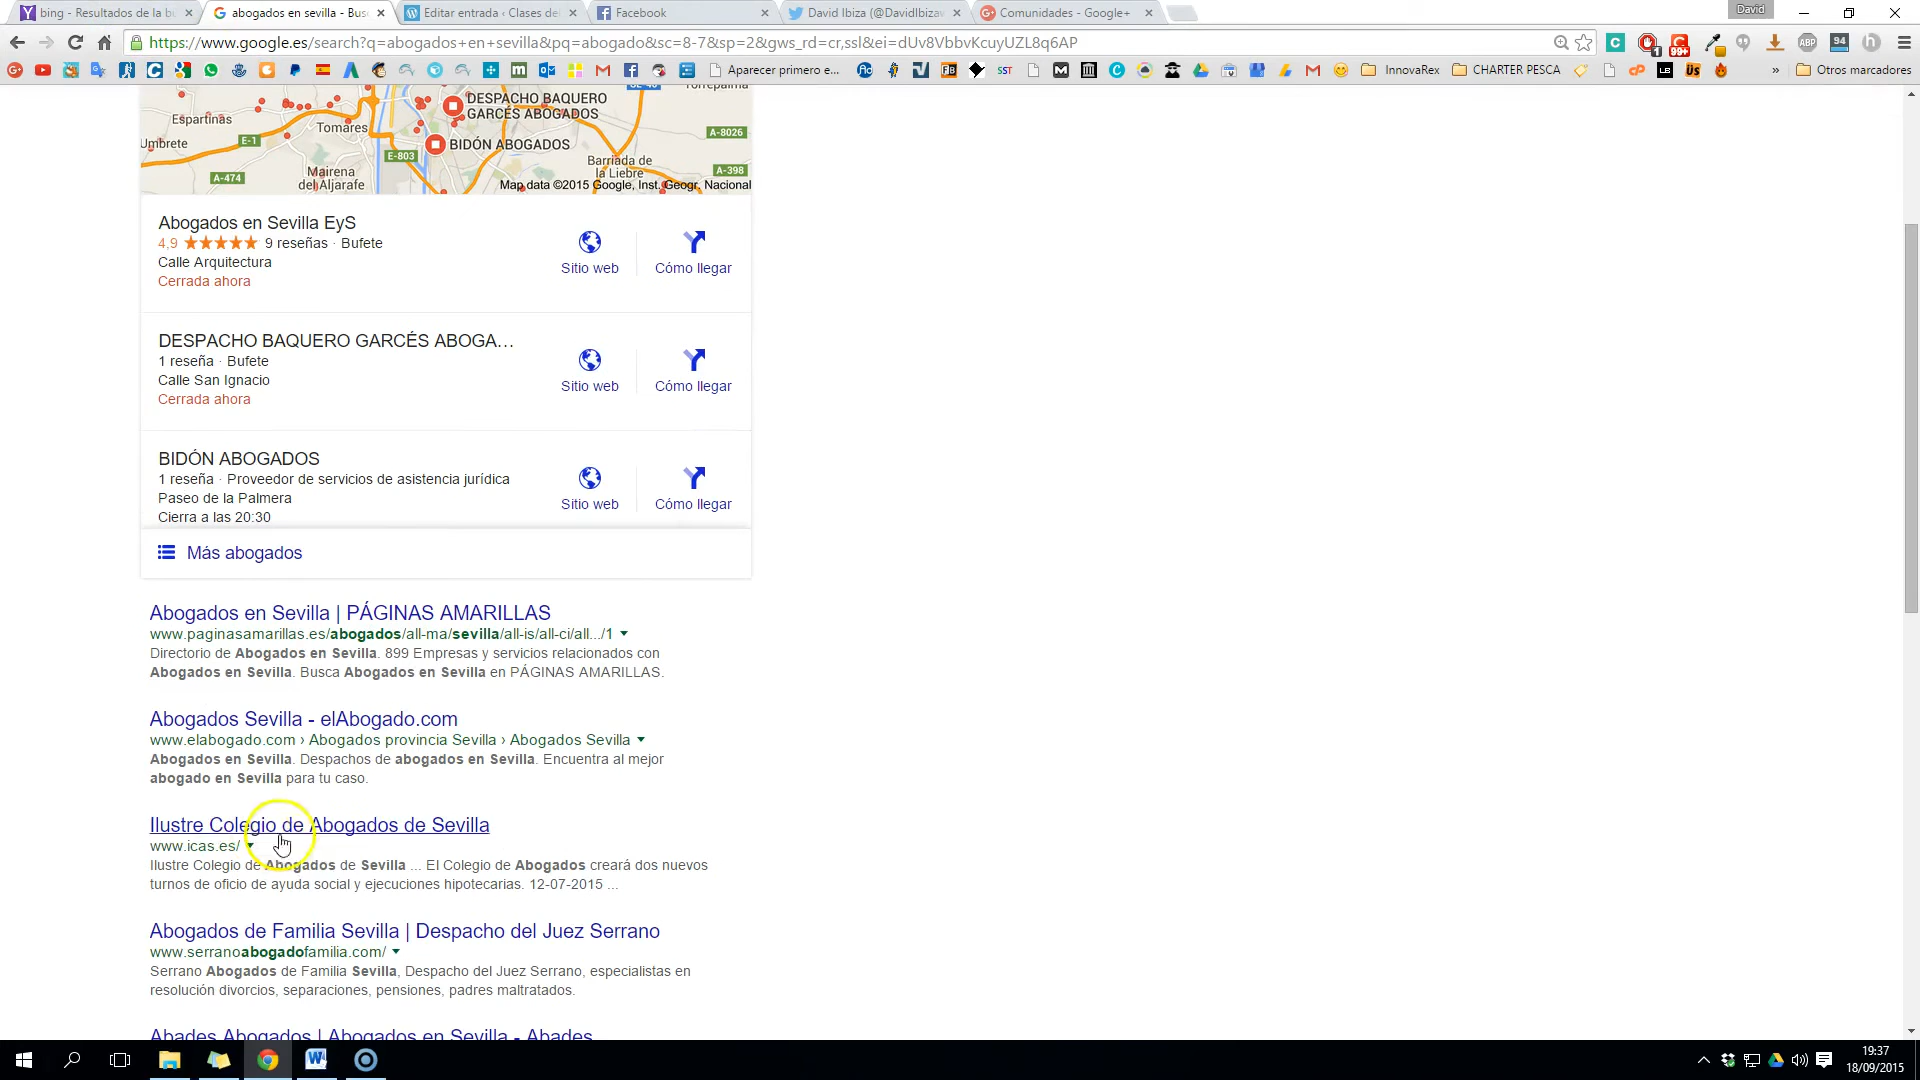 bing - Resultados de la bú
abogados en sevilla - Bus
Editar entrada ‹ Clases de
Facebook
David Ibiza (@DavidIbizaw
Comunidades - Google+
David
https://www.google.es/search?q=abogados+en+sevilla&pq=abogado&sc=8-7&sp=2&gws_rd=cr,ssl&ei=dUv8VbbvKcuyUZL8q6AP
Aparecer primero e...
SST
InnovaRex
CHARTER PESCA
»
Otros marcadores
Espartinas
DESPACHO BAQUERO
GARCÉS ABOGADOS
Tomares
Umbrete
E-1
BIDÓN ABOGADOS
A-8026
E-803
Barriada de
la Liebre
A-474
Mairena
del Aljarafe
A-398
Map data ©2015 Google, Inst. Geogr. Nacional
Abogados en Sevilla EyS
4,9 ★★★★★ 9 reseñas · Bufete
Calle Arquitectura
Cerrada ahora
Sitio web
Cómo llegar
DESPACHO BAQUERO GARCÉS ABOGA…
1 reseña · Bufete
Calle San Ignacio
Cerrada ahora
Sitio web
Cómo llegar
BIDÓN ABOGADOS
1 reseña · Proveedor de servicios de asistencia jurídica
Paseo de la Palmera
Cierra a las 20:30
Sitio web
Cómo llegar
Más abogados
Abogados en Sevilla | PÁGINAS AMARILLAS
www.paginasamarillas.es/abogados/all-ma/sevilla/all-is/all-ci/all.../1
Directorio de Abogados en Sevilla. 899 Empresas y servicios relacionados con
Abogados en Sevilla. Busca Abogados en Sevilla en PÁGINAS AMARILLAS.
Abogados Sevilla - elAbogado.com
www.elabogado.com › Abogados provincia Sevilla › Abogados Sevilla
Abogados en Sevilla. Despachos de abogados en Sevilla. Encuentra al mejor
abogado en Sevilla para tu caso.
Ilustre Colegio de Abogados de Sevilla
www.icas.es/
Ilustre Colegio de Abogados de Sevilla ... El Colegio de Abogados creará dos nuevos
turnos de oficio de ayuda social y ejecuciones hipotecarias. 12-07-2015 ...
Abogados de Familia Sevilla | Despacho del Juez Serrano
www.serranoabogadofamilia.com/
Serrano Abogados de Familia Sevilla, Despacho del Juez Serrano, especialistas en
resolución divorcios, separaciones, pensiones, padres maltratados.
Abades Abogados | Abogados en Sevilla - Abades
19:37
18/09/2015